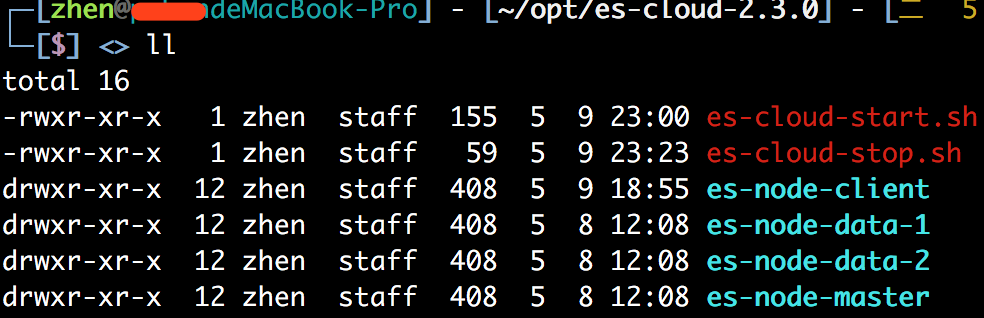 [zhen@ndeMacBook-Pro] - [~/opt/es-cloud-2.3.0] - [二 5
[$] <> ll
total 16
-rwxr-xr-x 1 zhen staff 155 5 9 23:00 es-cloud-start.sh
-rwxr-xr-x 1 zhen staff 59 5 9 23:23 es-cloud-stop.sh
drwxr-xr-x 12 zhen staff 408 5 9 18:55 es-node-client
drwxr-xr-x 12 zhen staff 408 5 8 12:08 es-node-data-1
drwxr-xr-x 12 zhen staff 408 5 8 12:08 es-node-data-2
drwxr-xr-x 12 zhen staff 408 5 8 12:08 es-node-master